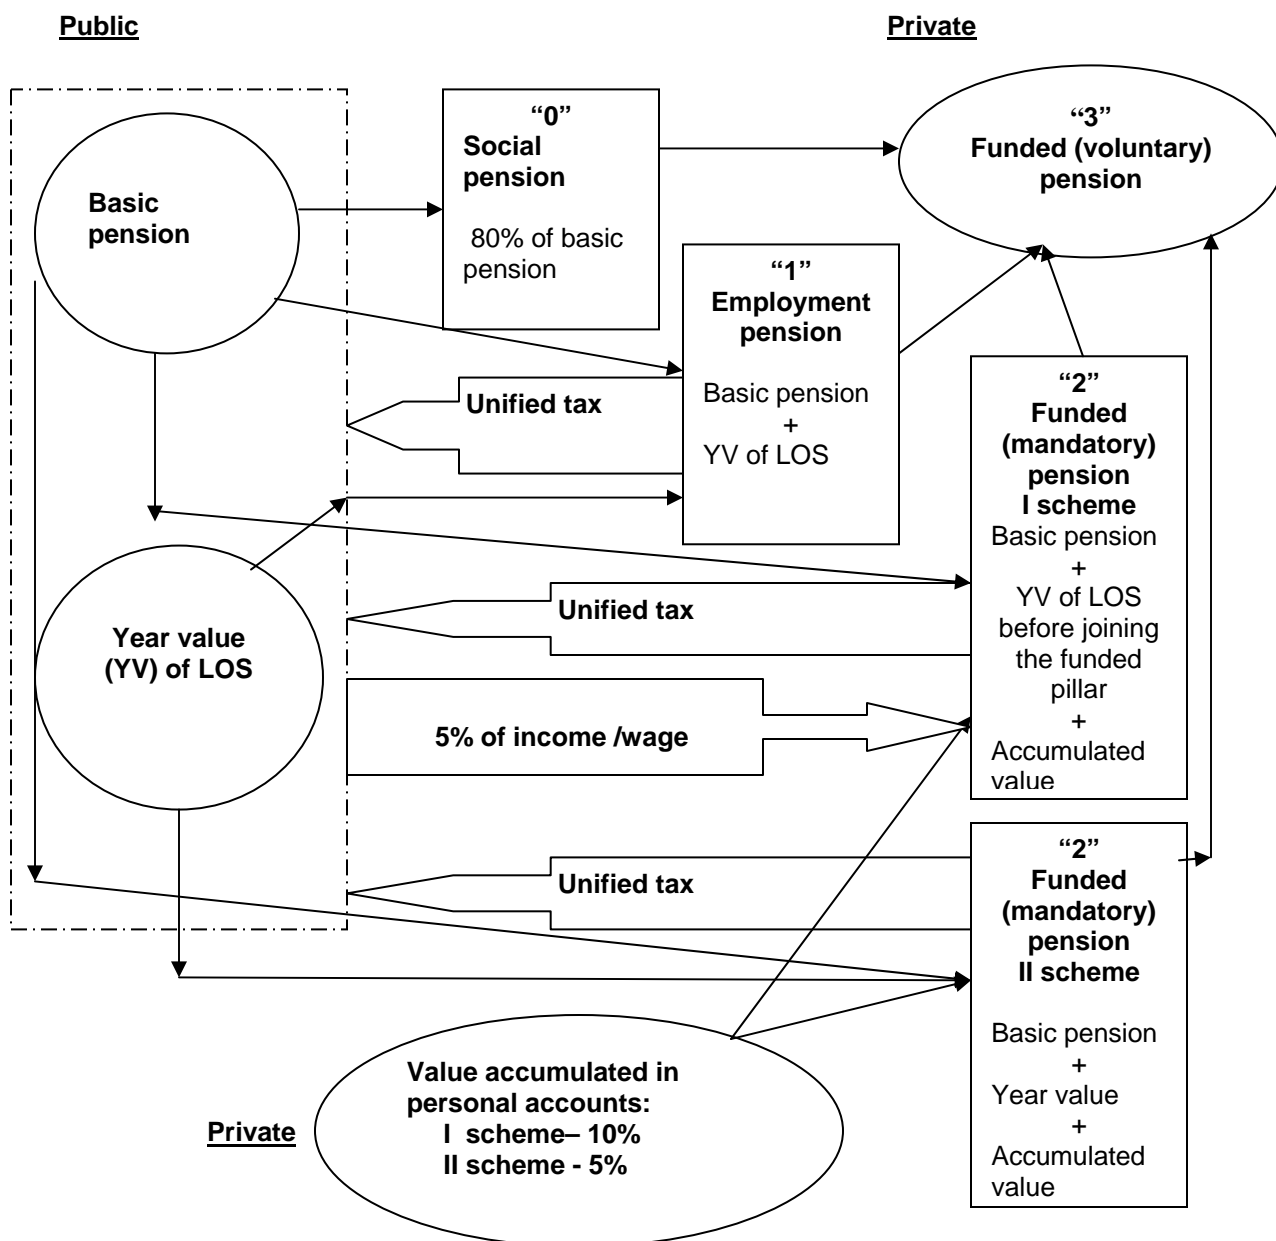 Public
Private
“0”
Social
pension
80% of basic
pension
“3”
Funded (voluntary)
pension
Basic
pension
“1”
Employment
pension
Basic pension
+
YV of LOS
Unified tax
“2”
Funded
(mandatory)
pension
I scheme
Basic pension
+
YV of LOS
before joining
the funded
pillar
+
Accumulated
value
Unified tax
Year value
(YV) of LOS
5% of income /wage
Unified tax
“2”
Funded
(mandatory)
pension
II scheme
Basic pension
+
Year value
+
Accumulated
value
Value accumulated in
personal accounts:
I scheme– 10%
II scheme - 5%
Private